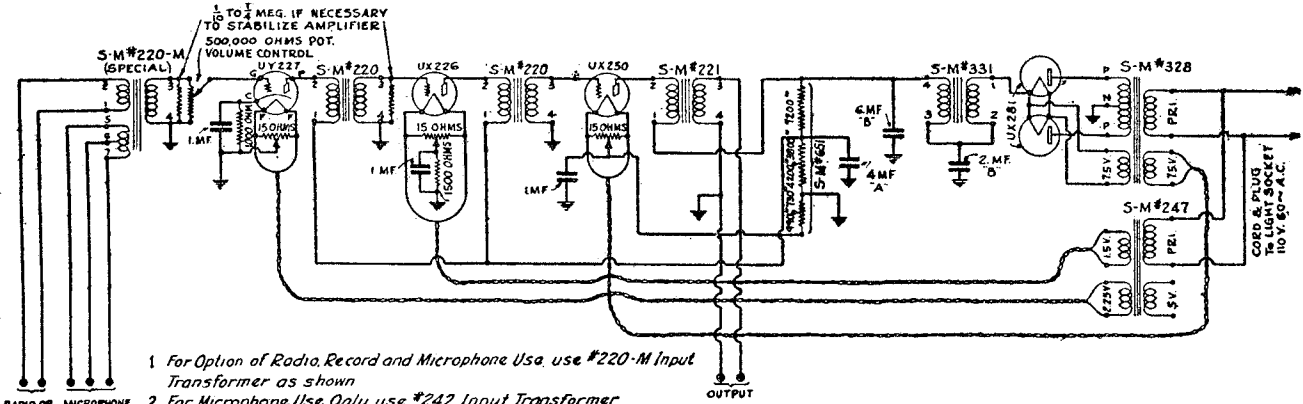 1/10 TO 1/4 MEG. IF NECESSARY
TO STABILIZE AMPLIFIER
500,000 OHMS POT.
VOLUME CONTROL
S-M #220-M
(SPECIAL)
UY227
S-M #220
UX226
S-M #220
UX250
S-M #221
S-M #331
S-M #328
UX281
1 MF.
15 OHMS
1 MF.
15 OHMS
1500 OHMS
1 MF.
15 OHMS
7200
S-M #651
4 MF
"A"
6 MF.
"B"
2. MF.
"B"
PRI.
7.5V.
7.5V.
S-M #247
1.5V.
PRI.
2.25V.
.5V.
CORD & PLUG
TO LIGHT SOCKET
110 V. 60~ A.C.
OUTPUT
1 For Option of Radio, Record and Microphone Use, use #220-M Input
Transformer as shown
2 For Microphone Use Only use #242 Input Transformer
RADIO OR MICROPHONE